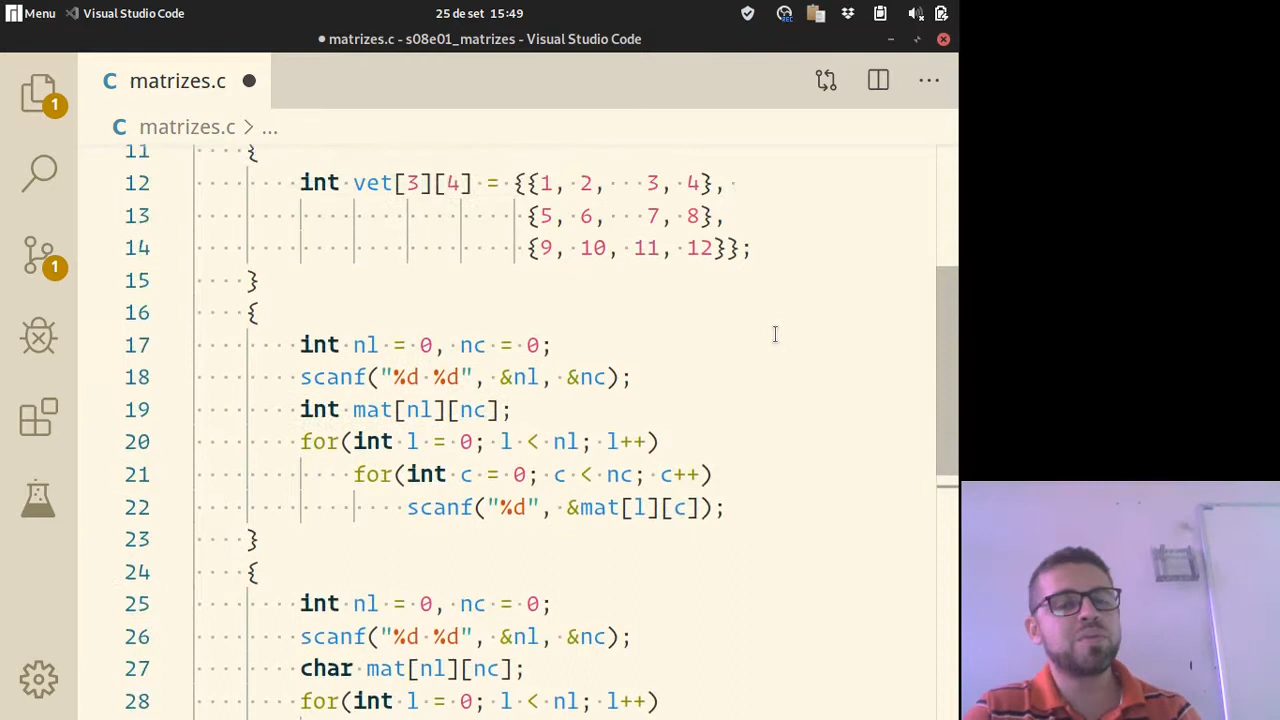 Menu Visual Studio Code 25 de set 15:49
● matrizes.c - s08e01_matrizes - Visual Studio Code
C matrizes.c ●
C matrizes.c > ...
1
1
11 {
12 int vet[3][4] = {{1, 2, 3, 4},
13 {5, 6, 7, 8},
14 {9, 10, 11, 12}};
15 }
16 {
17 int nl = 0, nc = 0;
18 scanf("%d %d", &nl, &nc);
19 int mat[nl][nc];
20 for(int l = 0; l < nl; l++)
21 for(int c = 0; c < nc; c++)
22 scanf("%d", &mat[l][c]);
23 }
24 {
25 int nl = 0, nc = 0;
26 scanf("%d %d", &nl, &nc);
27 char mat[nl][nc];
28 for(int l = 0; l < nl; l++)